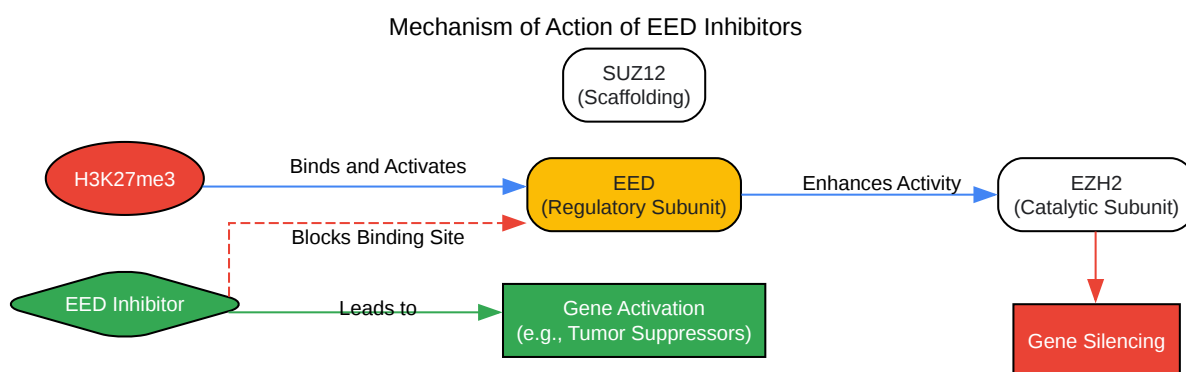 Mechanism of Action of EED Inhibitors
SUZ12
(Scaffolding)
H3K27me3
Binds and Activates
EED
(Regulatory Subunit)
Enhances Activity
EZH2
(Catalytic Subunit)
Blocks Binding Site
EED Inhibitor
Leads to
Gene Activation
(e.g., Tumor Suppressors)
Gene Silencing